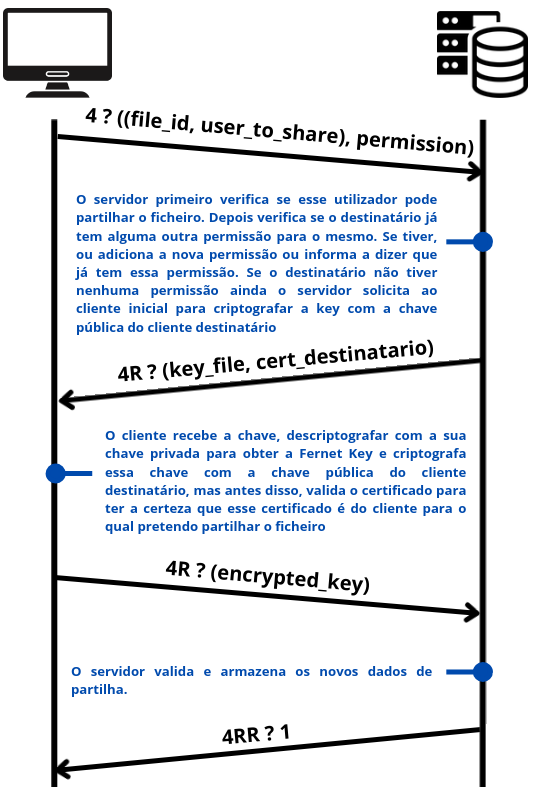 4 ? ((file_id, user_to_share), permission)
O servidor primeiro verifica se esse utilizador pode
partilhar o ficheiro. Depois verifica se o destinatário já
tem alguma outra permissão para o mesmo. Se tiver,
ou adiciona a nova permissão ou informa a dizer que
já tem essa permissão. Se o destinatário não tiver
nenhuma permissão ainda o servidor solicita ao
cliente inicial para criptografar a key com a chave
pública do cliente destinatário
4R ? (key_file, cert_destinatario)
O cliente recebe a chave, descriptografar com a sua
chave privada para obter a Fernet Key e criptografa
essa chave com a chave pública do cliente
destinatário, mas antes disso, valida o certificado para
ter a certeza que esse certificado é do cliente para o
qual pretendo partilhar o ficheiro
4R ? (encrypted_key)
O servidor valida e armazena os novos dados de
partilha.
4RR ? 1